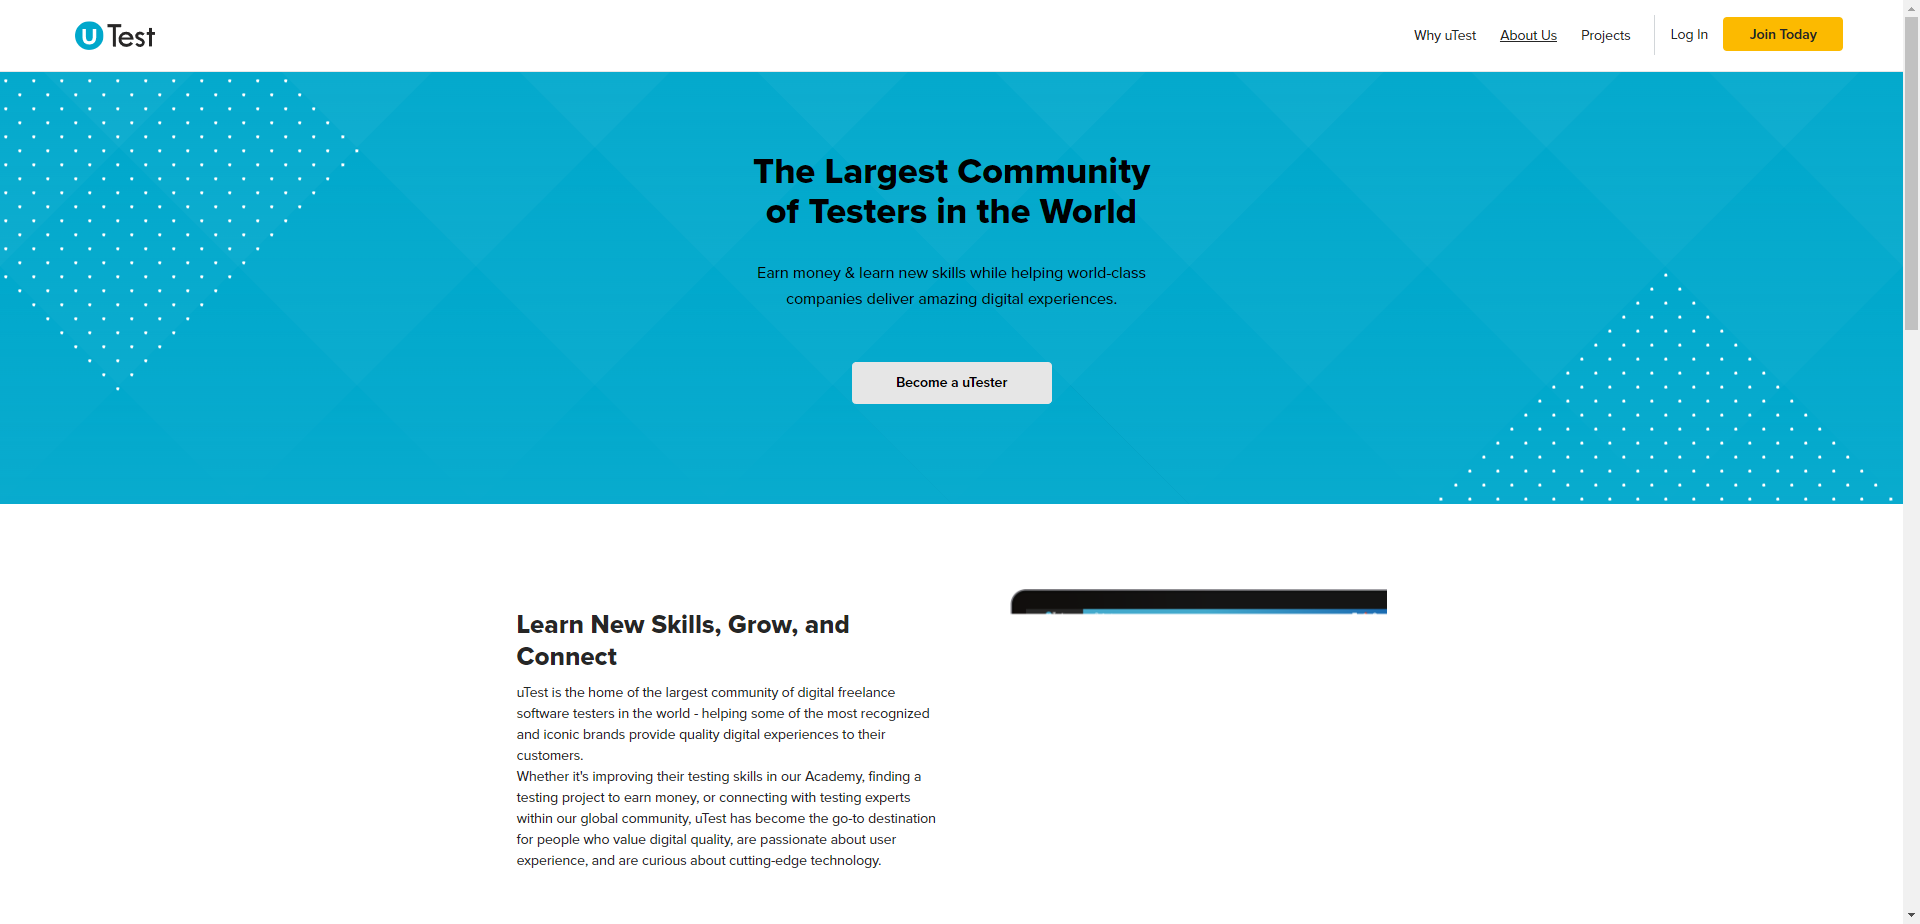 uTest
Why uTest
About Us
Projects
Log In
Join Today
The Largest Community
of Testers in the World
Earn money & learn new skills while helping world-class
companies deliver amazing digital experiences.
Become a uTester
Learn New Skills, Grow, and
Connect
uTest is the home of the largest community of digital freelance
software testers in the world - helping some of the most recognized
and iconic brands provide quality digital experiences to their
customers.
Whether it's improving their testing skills in our Academy, finding a
testing project to earn money, or connecting with testing experts
within our global community, uTest has become the go-to destination
for people who value digital quality, are passionate about user
experience, and are curious about cutting-edge technology.